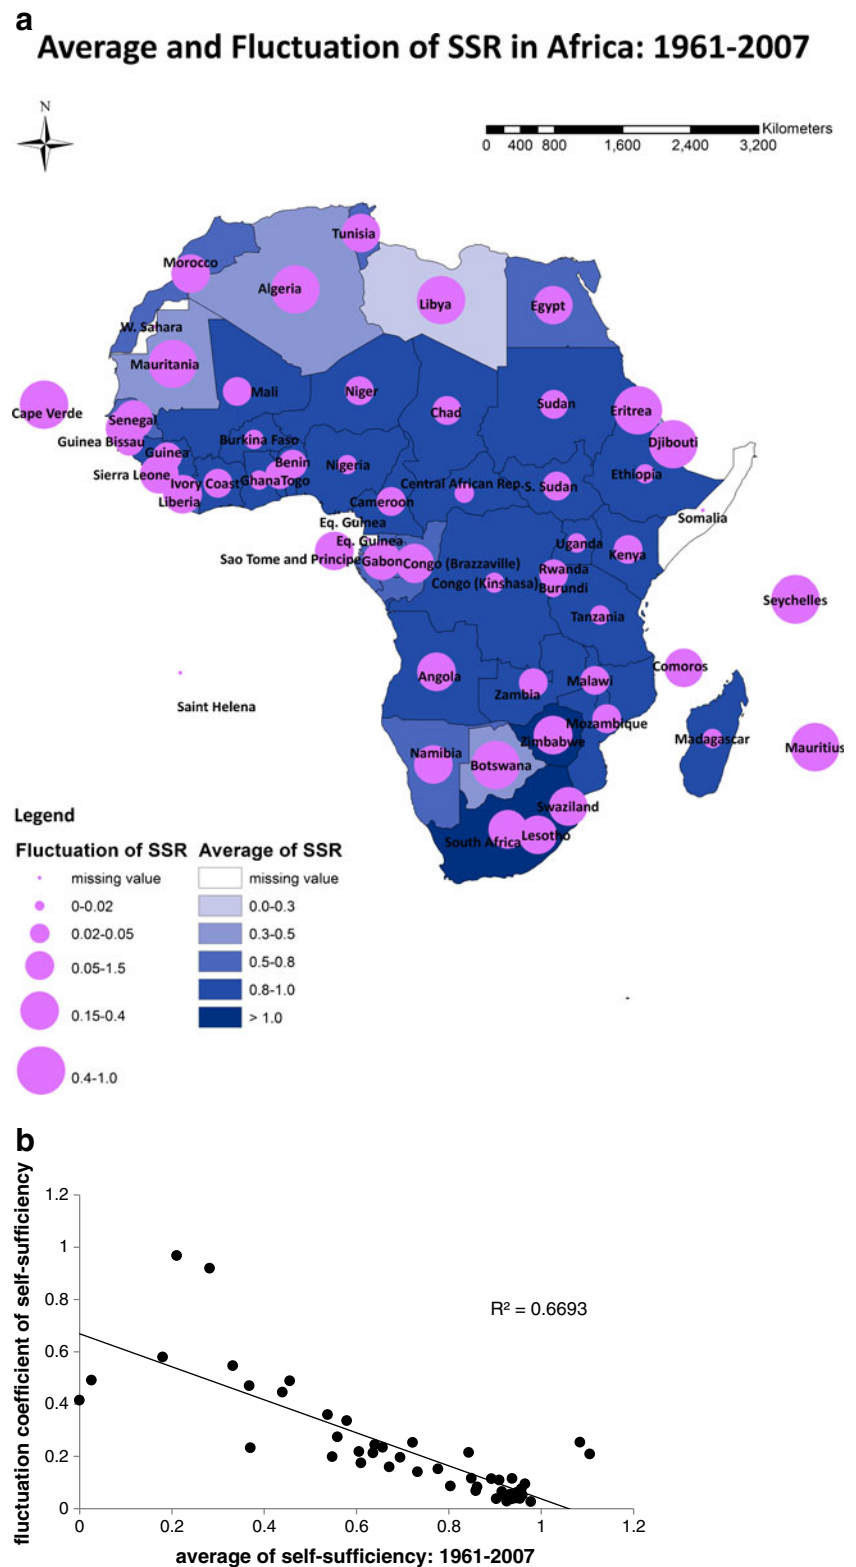 a
Average and Fluctuation of SSR in Africa: 1961-2007
N
Kilometers
0 400 800 1,600 2,400 3,200
Tunisia
Morocco
Algeria
Libya
Egypt
W. Sahara
Mauritania
Mali
Niger
Chad
Sudan
Eritrea
Cape Verde
Senegal
Djibouti
Guinea Bissau
Burkina Faso
Guinea
Benin
Nigeria
Ethiopia
Sierra Leone
Ivory Coast
Ghana
Togo
Central African Rep.
S. Sudan
Liberia
Cameroon
Somalia
Eq. Guinea
Eq. Guinea
Uganda
Kenya
Sao Tome and Principe
Gabon
Congo (Brazzaville)
Rwanda
Congo (Kinshasa)
Burundi
Seychelles
Tanzania
Comoros
Angola
Malawi
Zambia
Saint Helena
Mozambique
Zimbabwe
Madagascar
Mauritius
Namibia
Botswana
Swaziland
South Africa
Lesotho
Legend
Fluctuation of SSR Average of SSR
missing value missing value
0-0.02 0.0-0.3
0.02-0.05 0.3-0.5
0.05-1.5 0.5-0.8
0.15-0.4 0.8-1.0
0.4-1.0 > 1.0
b
fluctuation coefficient of self-sufficiency
1.2
1
0.8
0.6
0.4
0.2
0
R² = 0.6693
0 0.2 0.4 0.6 0.8 1 1.2
average of self-sufficiency: 1961-2007